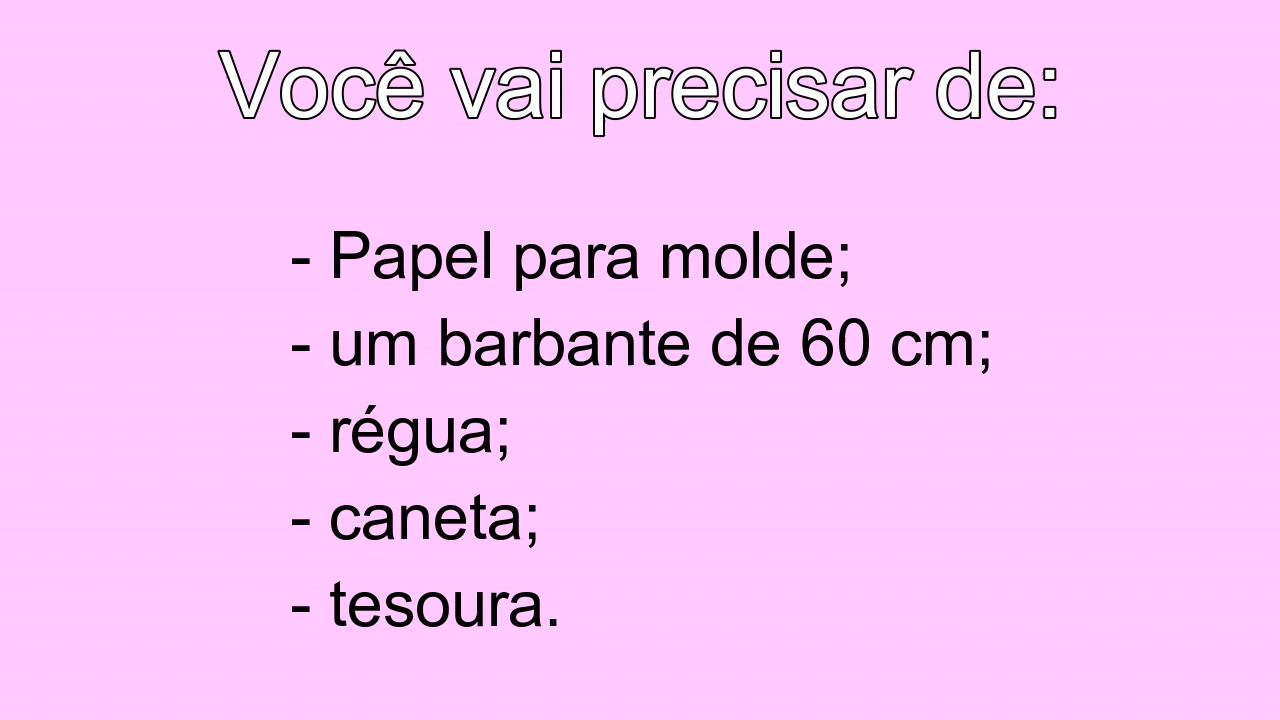 Você vai precisar de:
- Papel para molde;
- um barbante de 60 cm;
- régua;
- caneta;
- tesoura.